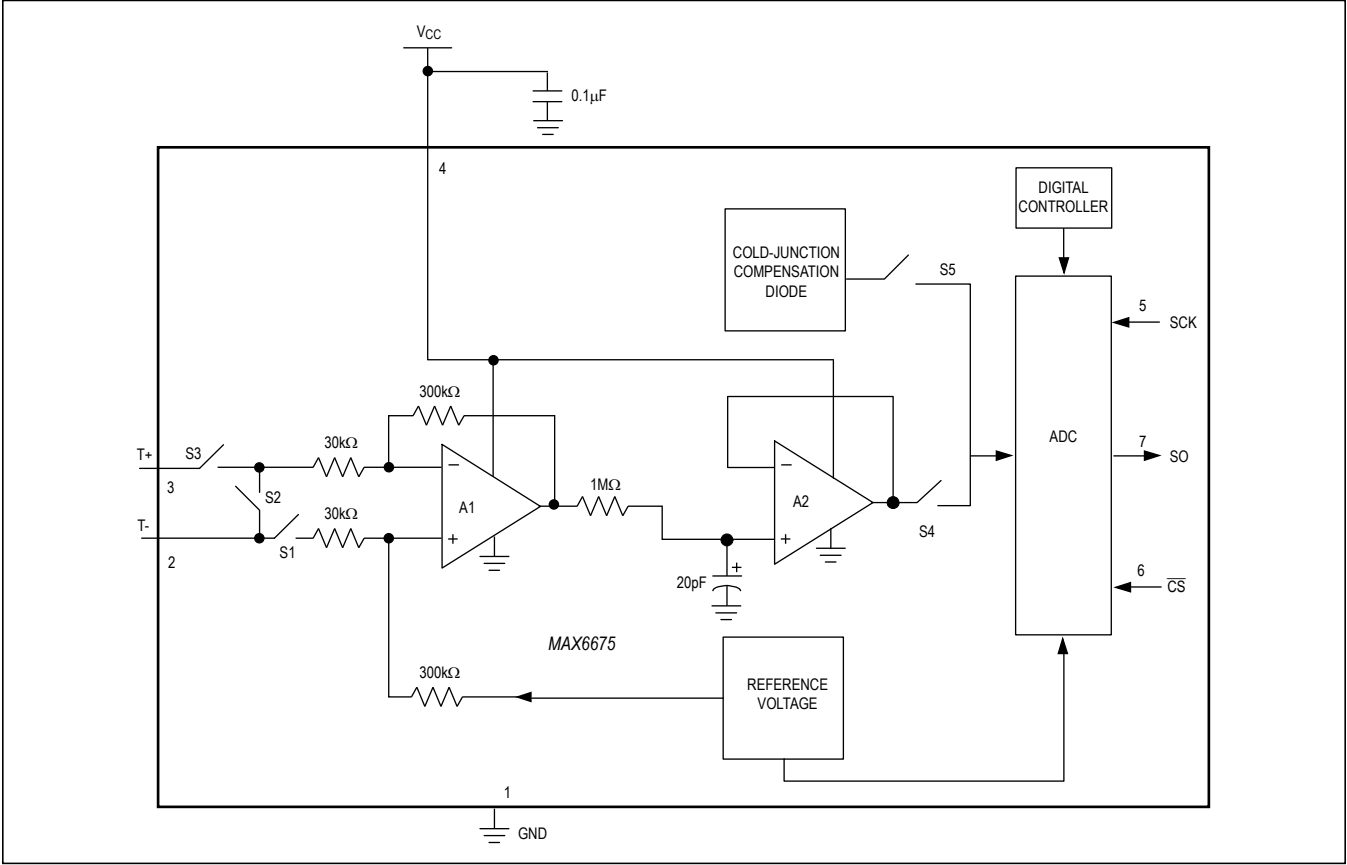 VCC
0.1μF
4
DIGITAL
CONTROLLER
COLD-JUNCTION
COMPENSATION
DIODE
S5
5
SCK
300kΩ
ADC
T+
S3
30kΩ
−
−
7
SO
3
S2
A1
1MΩ
A2
T-
30kΩ
S4
2
S1
+
+
20pF
+
6
CS
MAX6675
300kΩ
REFERENCE
VOLTAGE
1
GND